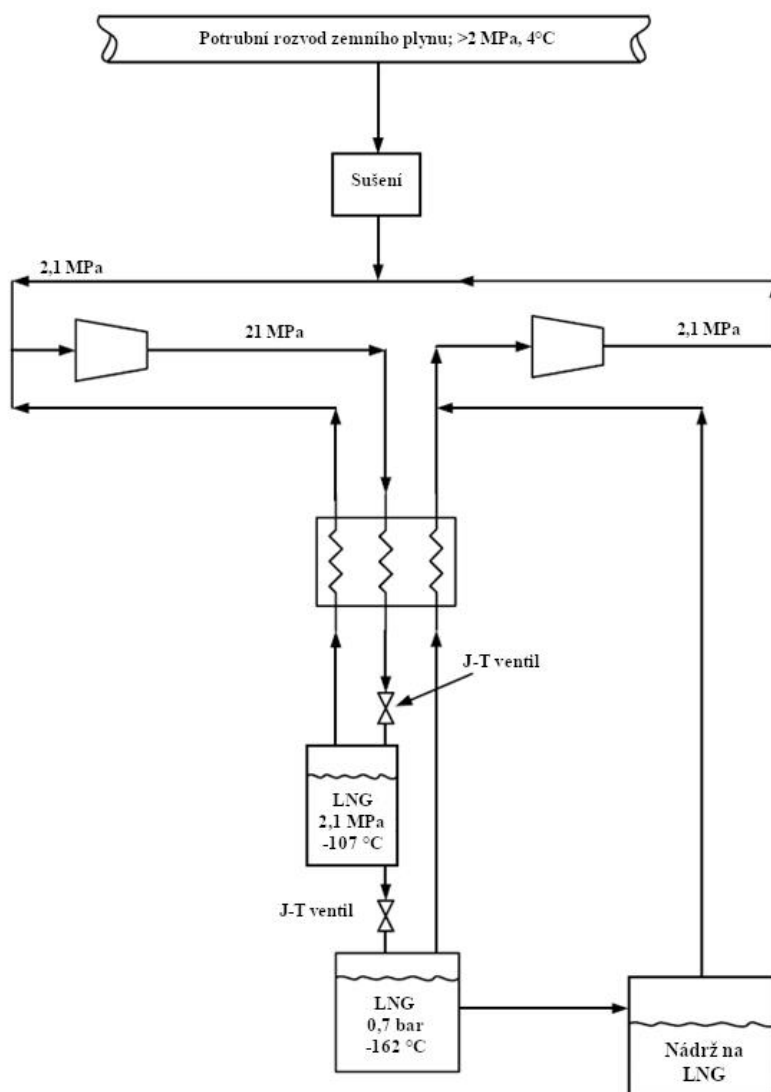 Potrubní rozvod zemního plynu; >2 MPa, 4°C
Sušení
2,1 MPa
21 MPa
2,1 MPa
J-T ventil
LNG
2,1 MPa
-107 °C
J-T ventil
LNG
0,7 bar
-162 °C
Nádrž na
LNG